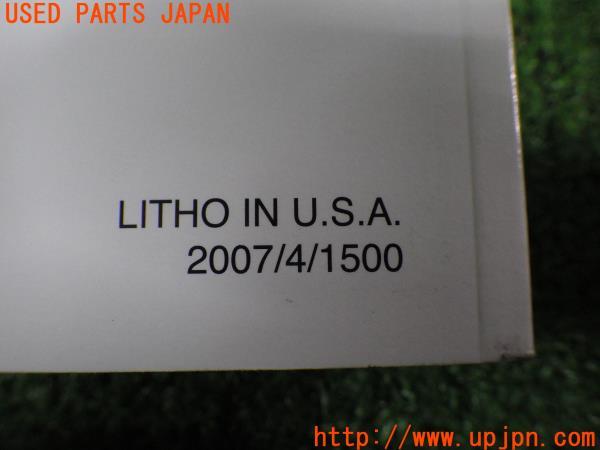 USED PARTS JAPAN
LITHO IN U.S.A.
2007/4/1500
http://www.upjpn.com/